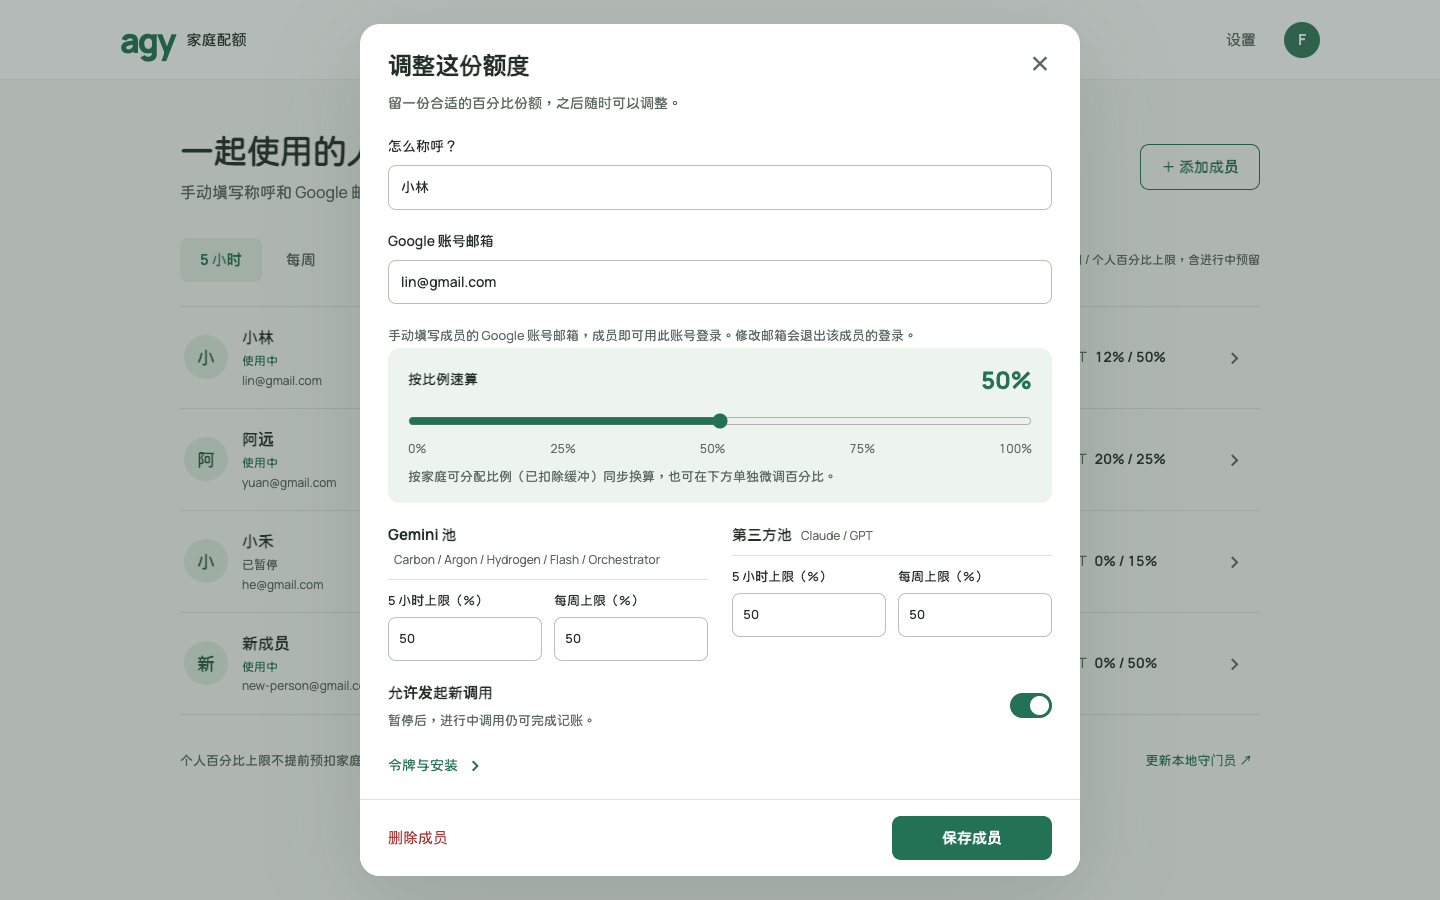 agy 家庭配额
设置
F
一起使用的人
手动填写称呼和 Google 邮
+ 添加成员
5 小时
每周
/ 个人百分比上限，含进行中预留
小
小林
使用中
lin@gmail.com
T 12% / 50%
阿
阿远
使用中
yuan@gmail.com
T 20% / 25%
小
小禾
已暂停
he@gmail.com
T 0% / 15%
新
新成员
使用中
new-person@gmail.c
T 0% / 50%
个人百分比上限不提前预扣家庭
更新本地守门员 ↗
调整这份额度
留一份合适的百分比份额，之后随时可以调整。
怎么称呼？
小林
Google 账号邮箱
lin@gmail.com
手动填写成员的 Google 账号邮箱，成员即可用此账号登录。修改邮箱会退出该成员的登录。
按比例速算
50%
0%
25%
50%
75%
100%
按家庭可分配比例（已扣除缓冲）同步换算，也可在下方单独微调百分比。
Gemini 池
Carbon / Argon / Hydrogen / Flash / Orchestrator
5 小时上限（%）
每周上限（%）
50
50
第三方池 Claude / GPT
5 小时上限（%）
每周上限（%）
50
50
允许发起新调用
暂停后，进行中调用仍可完成记账。
令牌与安装
删除成员
保存成员